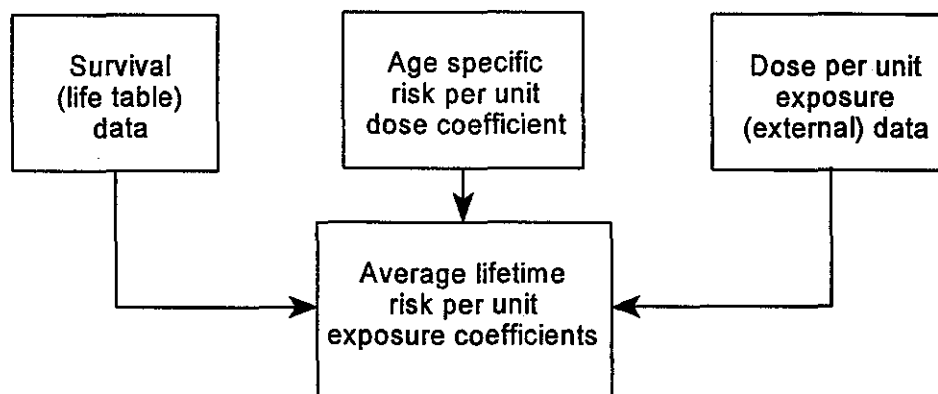 Survival
(life table)
data
Age specific
risk per unit
dose coefficient
Dose per unit
exposure
(external) data
Average lifetime
risk per unit
exposure coefficients